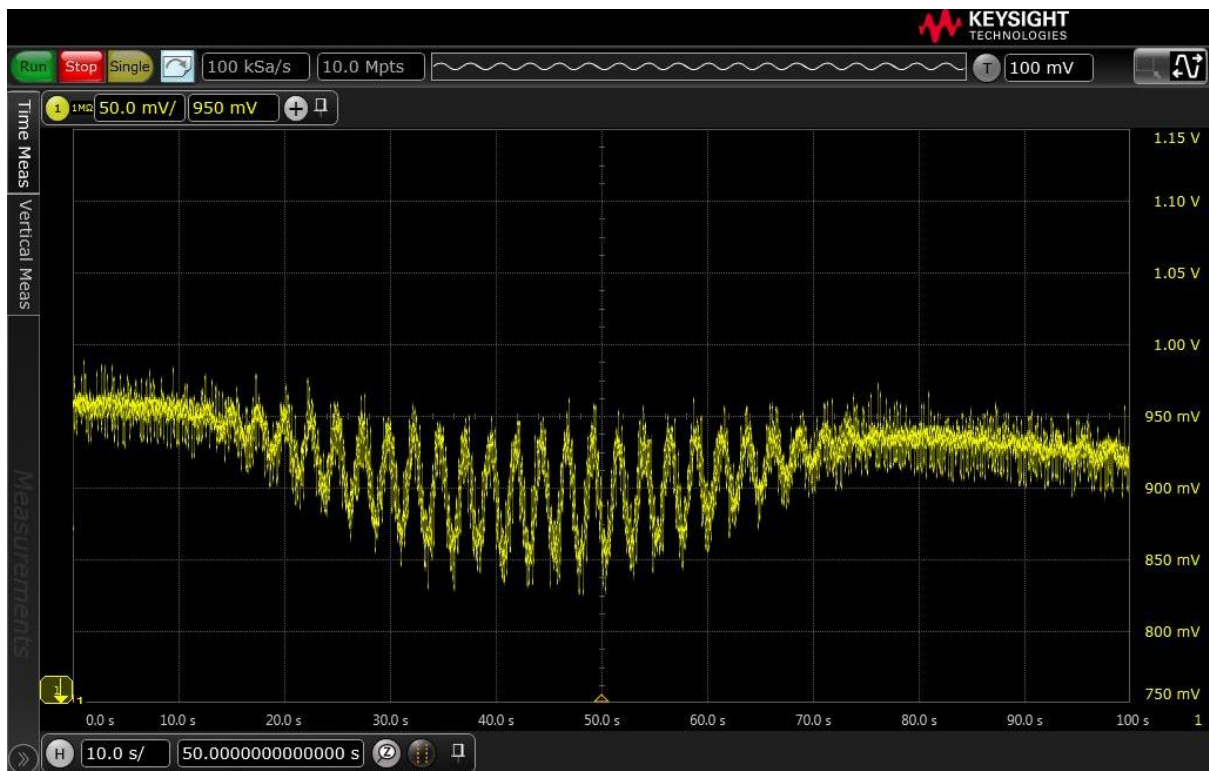 KEYSIGHT
TECHNOLOGIES
Run Stop Single 100 kSa/s 10.0 Mpts T 100 mV
1 1MΩ 50.0 mV/ 950 mV +
Time Meas
Vertical Meas
Measurements
1.15 V
1.10 V
1.05 V
1.00 V
950 mV
900 mV
850 mV
800 mV
750 mV
1
1
0.0 s 10.0 s 20.0 s 30.0 s 40.0 s 50.0 s 60.0 s 70.0 s 80.0 s 90.0 s 100 s 1
H 10.0 s/ 50.0000000000000 s Z